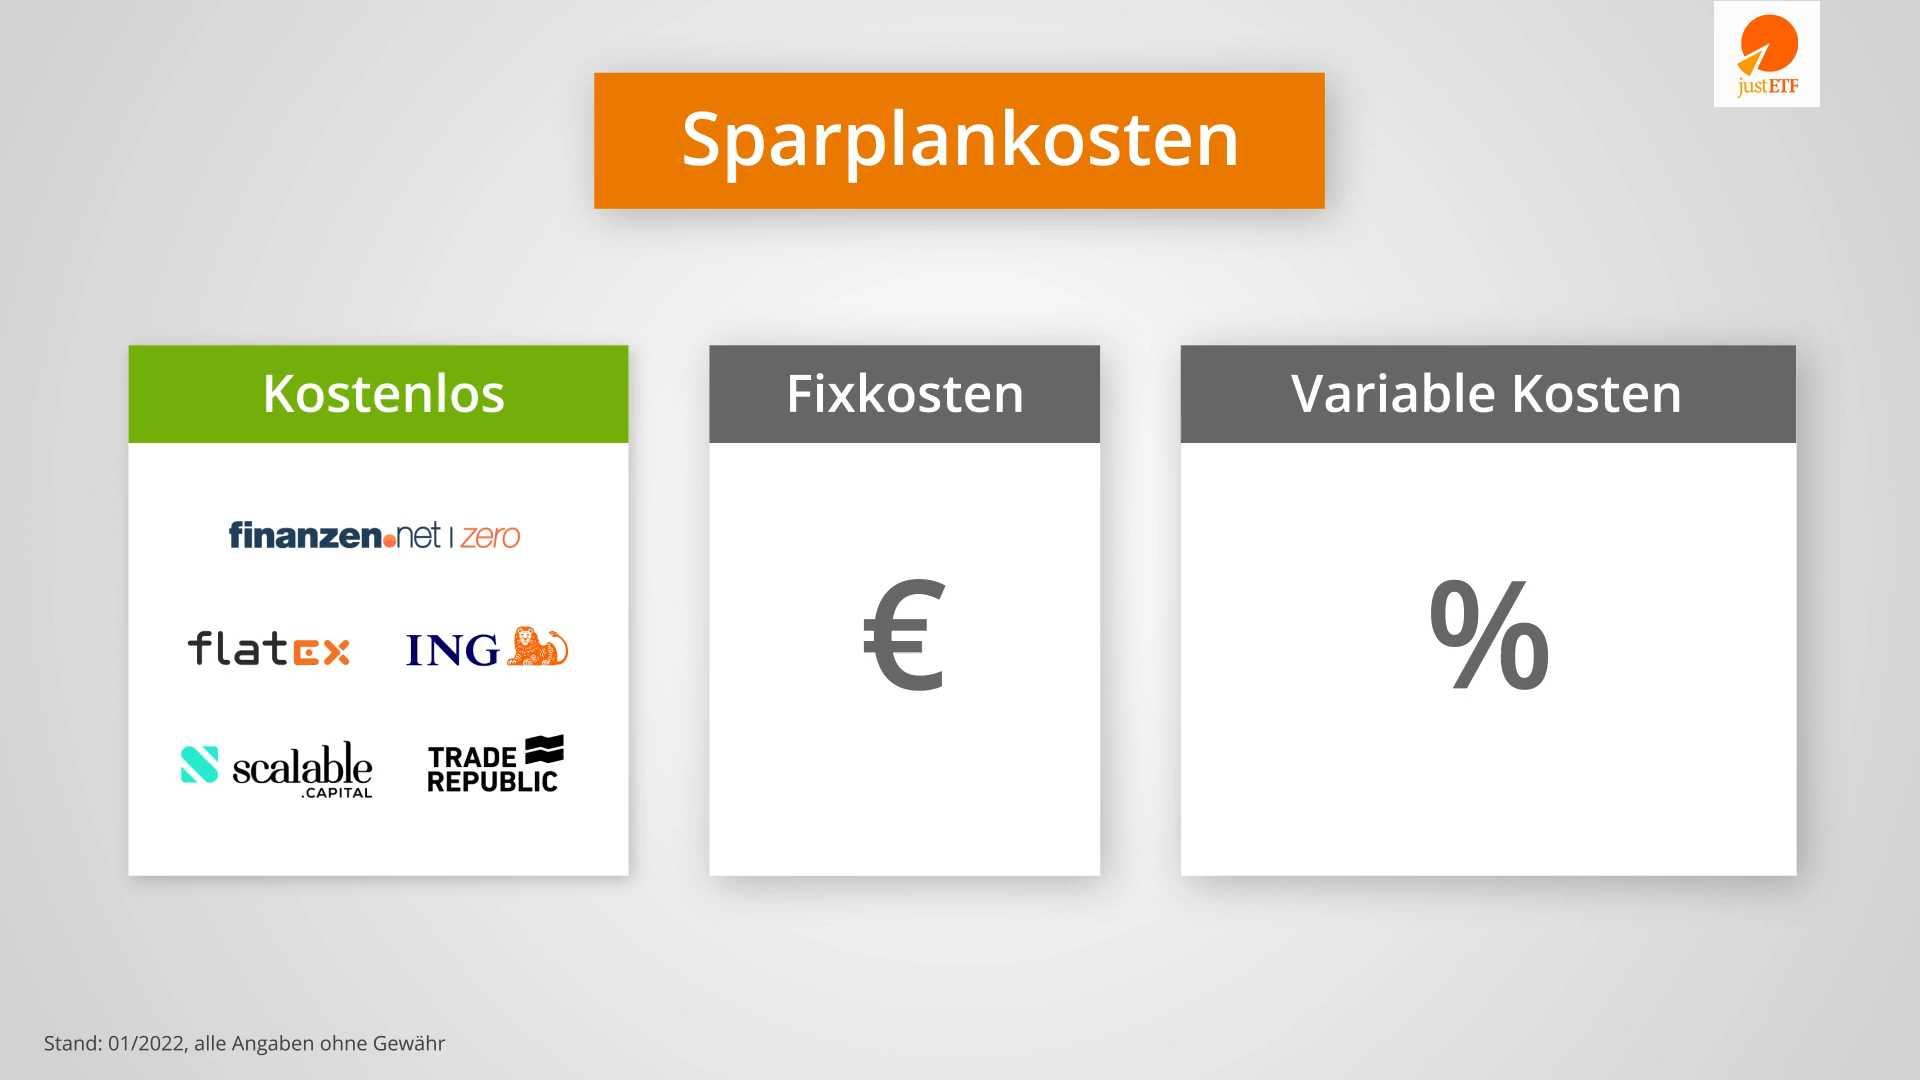 justETF
Sparplankosten
Kostenlos
finanzen.net | zero
flatex
ING
scalable
.CAPITAL
TRADE
REPUBLIC
Fixkosten
€
Variable Kosten
%
Stand: 01/2022, alle Angaben ohne Gewähr